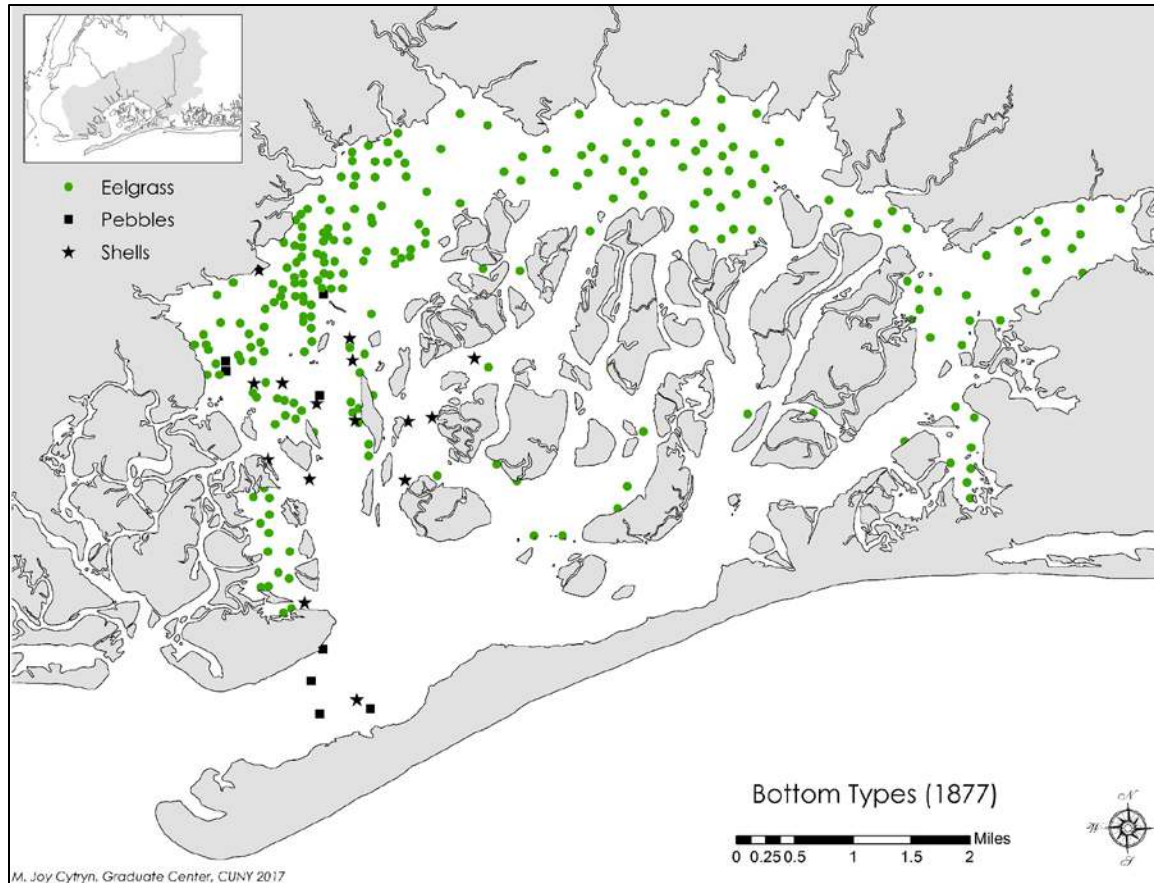 Eelgrass
Pebbles
Shells
Bottom Types (1877)
Miles
0 0.25 0.5 1 1.5 2
N
W
S
M. Joy Cytryn. Graduate Center, CUNY 2017